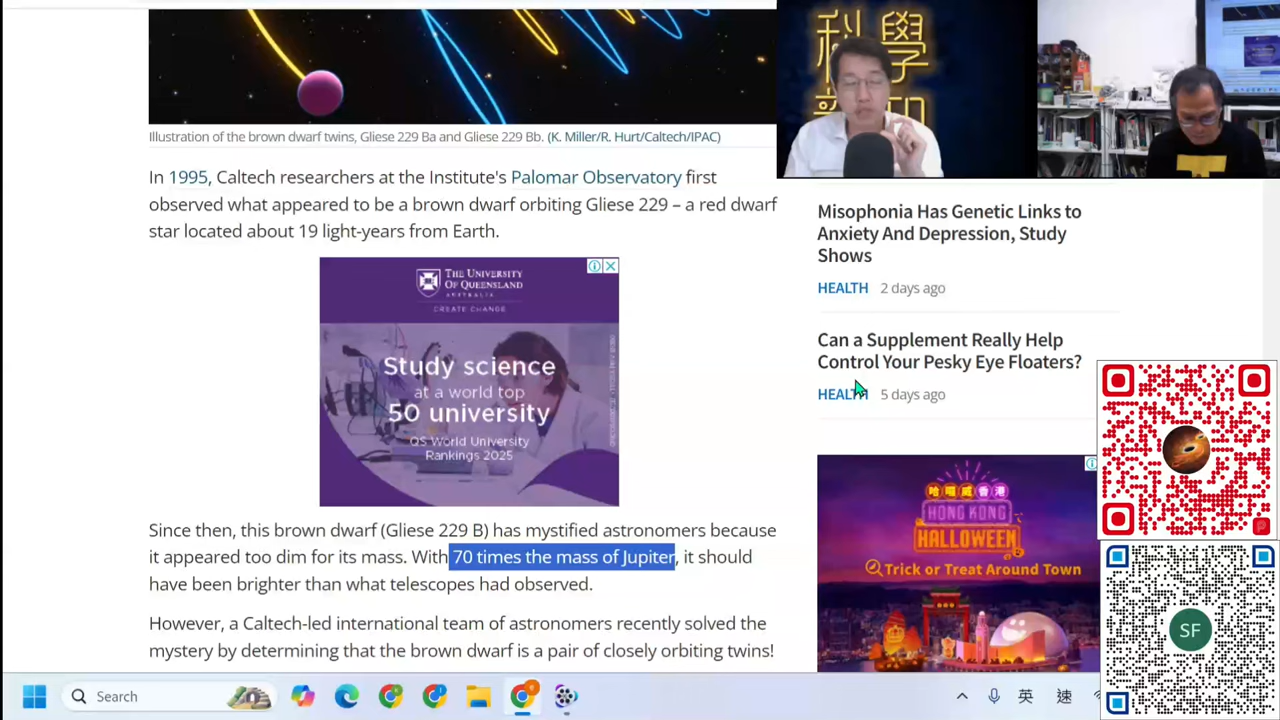 科學
Illustration of the brown dwarf twins, Gliese 229 Ba and Gliese 229 Bb. (K. Miller/R. Hurt/Caltech/IPAC)
In 1995, Caltech researchers at the Institute's Palomar Observatory first
observed what appeared to be a brown dwarf orbiting Gliese 229 – a red dwarf
star located about 19 light-years from Earth.
THE UNIVERSITY
OF QUEENSLAND
AUSTRALIA
CREATE CHANGE
Study science
at a world top
50 university
QS World University
Rankings 2025
Since then, this brown dwarf (Gliese 229 B) has mystified astronomers because
it appeared too dim for its mass. With 70 times the mass of Jupiter, it should
have been brighter than what telescopes had observed.
However, a Caltech-led international team of astronomers recently solved the
mystery by determining that the brown dwarf is a pair of closely orbiting twins!
Misophonia Has Genetic Links to
Anxiety And Depression, Study
Shows
HEALTH 2 days ago
Can a Supplement Really Help
Control Your Pesky Eye Floaters?
HEALTH 5 days ago
哈囉喂香港
HONG KONG
HALLOWEEN
Trick or Treat Around Town
SF
Search
英
速